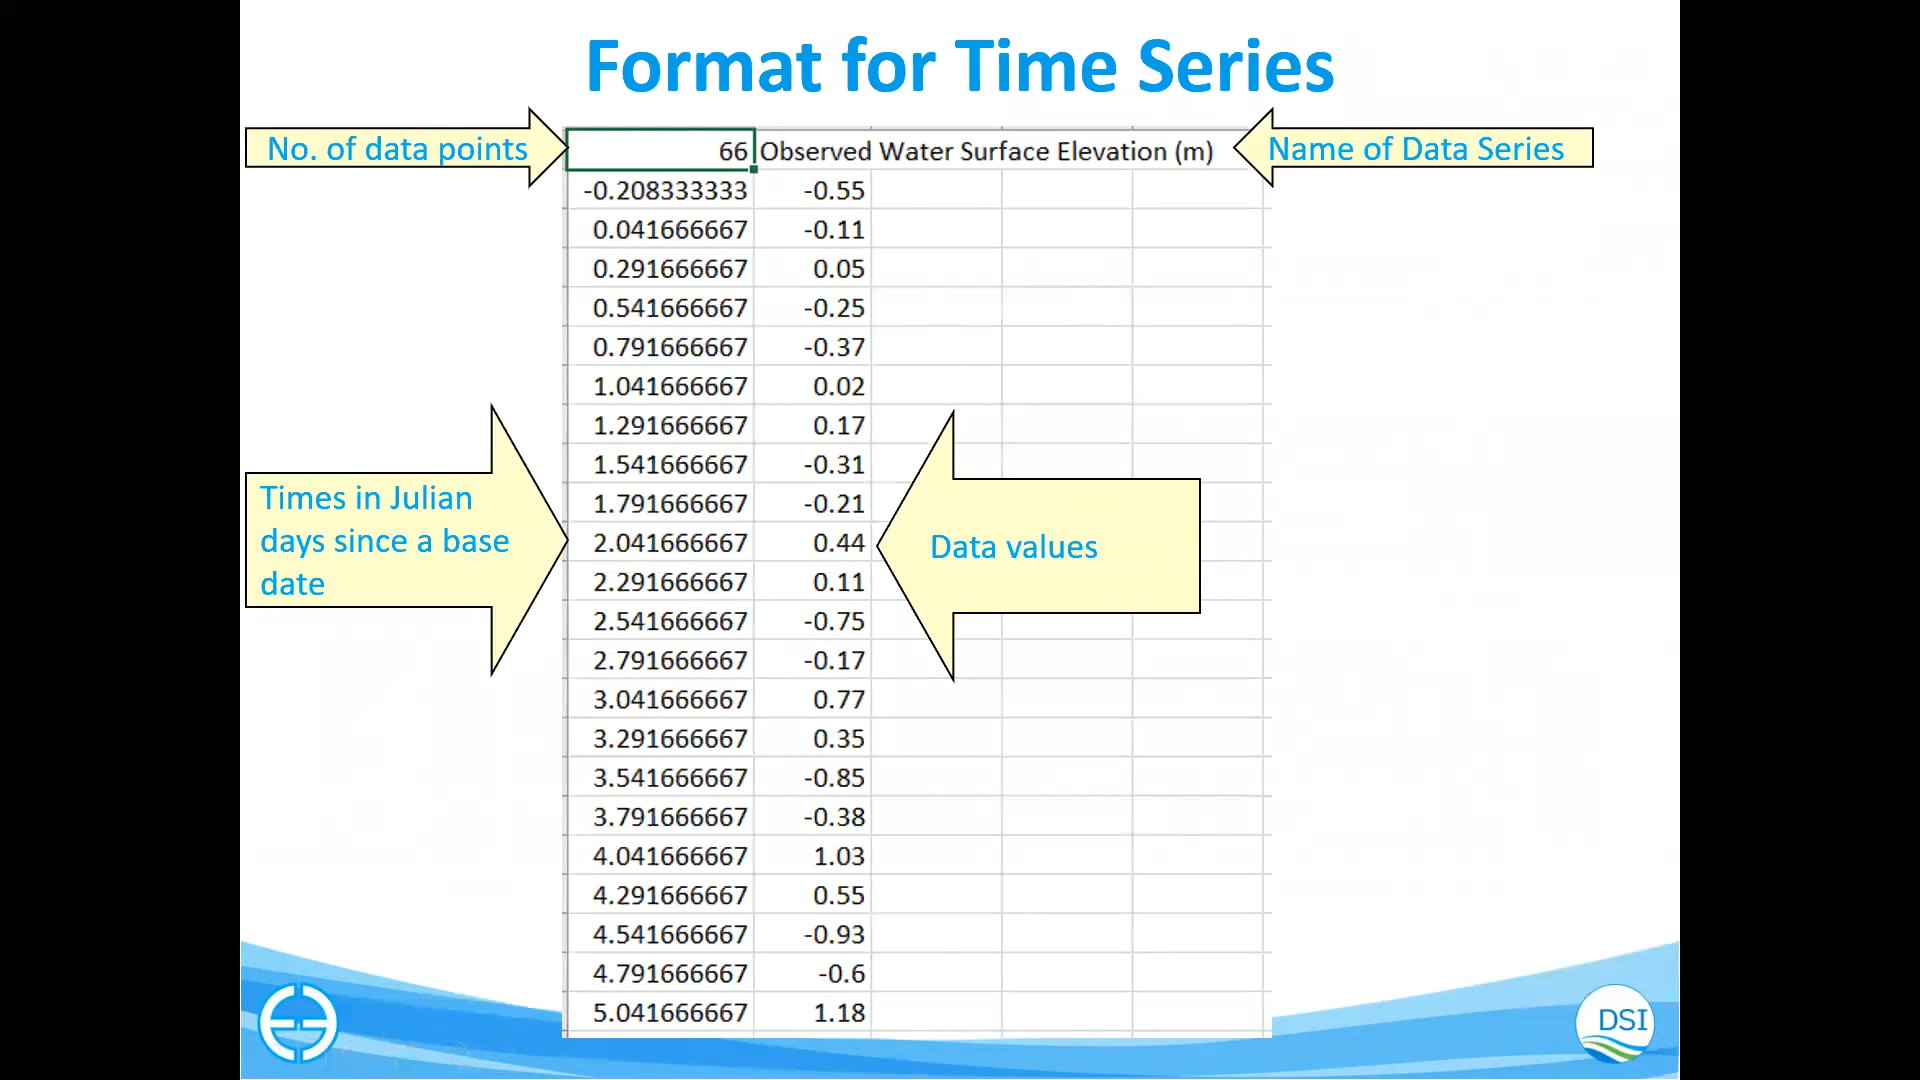 Format for Time Series
No. of data points
66 Observed Water Surface Elevation (m)
Name of Data Series
-0.208333333 -0.55
0.041666667 -0.11
0.291666667 0.05
0.541666667 -0.25
0.791666667 -0.37
1.041666667 0.02
1.291666667 0.17
1.541666667 -0.31
1.791666667 -0.21
2.041666667 0.44
2.291666667 0.11
2.541666667 -0.75
2.791666667 -0.17
3.041666667 0.77
3.291666667 0.35
3.541666667 -0.85
3.791666667 -0.38
4.041666667 1.03
4.291666667 0.55
4.541666667 -0.93
4.791666667 -0.6
5.041666667 1.18
Times in Julian
days since a base
date
Data values
DSI